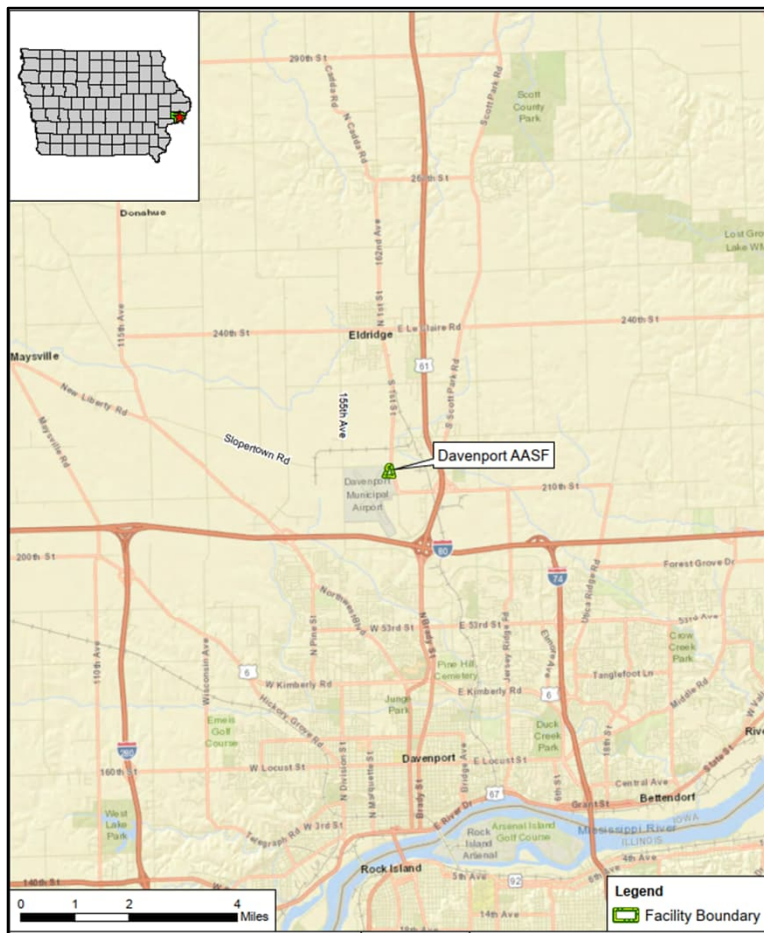 290th St
Cadda Rd
N Cadda Rd
Scott Park Rd
Scott
County
Park
Donahue
162nd Ave
N 1st St
115th Ave
240th St
Eldridge
E Le Claire Rd
240th St
Maysville
61
New Liberty Rd
Maysville Rd
155th Ave
S 1st St
S Scott Park Rd
Slopertown Rd
Davenport AASF
Davenport
Municipal
Airport
210th St
80
200th St
74
Utica Ridge Rd
Forest Grove Dr
110th Ave
Wisconsin Ave
Northwest Blvd
N Pine St
W 53rd St
N Brady St
E 53rd St
Jersey Ridge Rd
Elmore Ave
53rd Ave
Crow
Creek
Park
6
W Kimberly Rd
Pine Hill
Cemetery
E Kimberly Rd
6
Tanglefoot Ln
Middle Rd
Hickory Grove Rd
Junge
Park
Emeis
Golf
Course
Duck
Creek
Park
18th St
280
160th St
W Locust St
N Division St
N Marquette St
Davenport
Brady St
Bridge Ave
E Locust St
67
Central Ave
State St
Grant St
Bettendorf
West
Lake
Park
Telegraph Rd
W 3rd St
E River Dr
Rock
Island
Arsenal
Arsenal Island
Golf Course
Mississippi River
IOWA
ILLINOIS
4th Ave
Rock Island
5th Ave
92
14th St
140th St
0 1 2 4
Miles
Legend
Facility Boundary